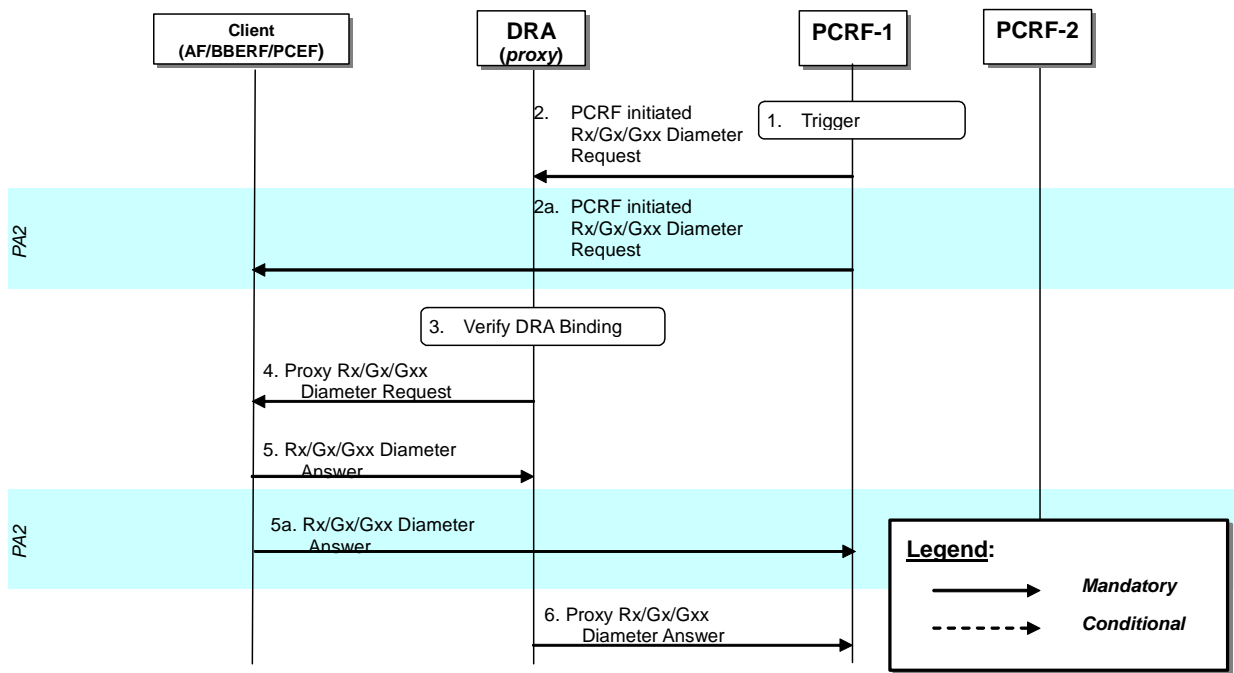 Client
(AF/BBERF/PCEF)
DRA
(proxy)
PCRF-1
PCRF-2
1. Trigger
2. PCRF initiated
Rx/Gx/Gxx Diameter
Request
PA2
2a. PCRF initiated
Rx/Gx/Gxx Diameter
Request
3. Verify DRA Binding
4. Proxy Rx/Gx/Gxx
Diameter Request
5. Rx/Gx/Gxx Diameter
Answer
PA2
5a. Rx/Gx/Gxx Diameter
Answer
6. Proxy Rx/Gx/Gxx
Diameter Answer
Legend:
Mandatory
Conditional